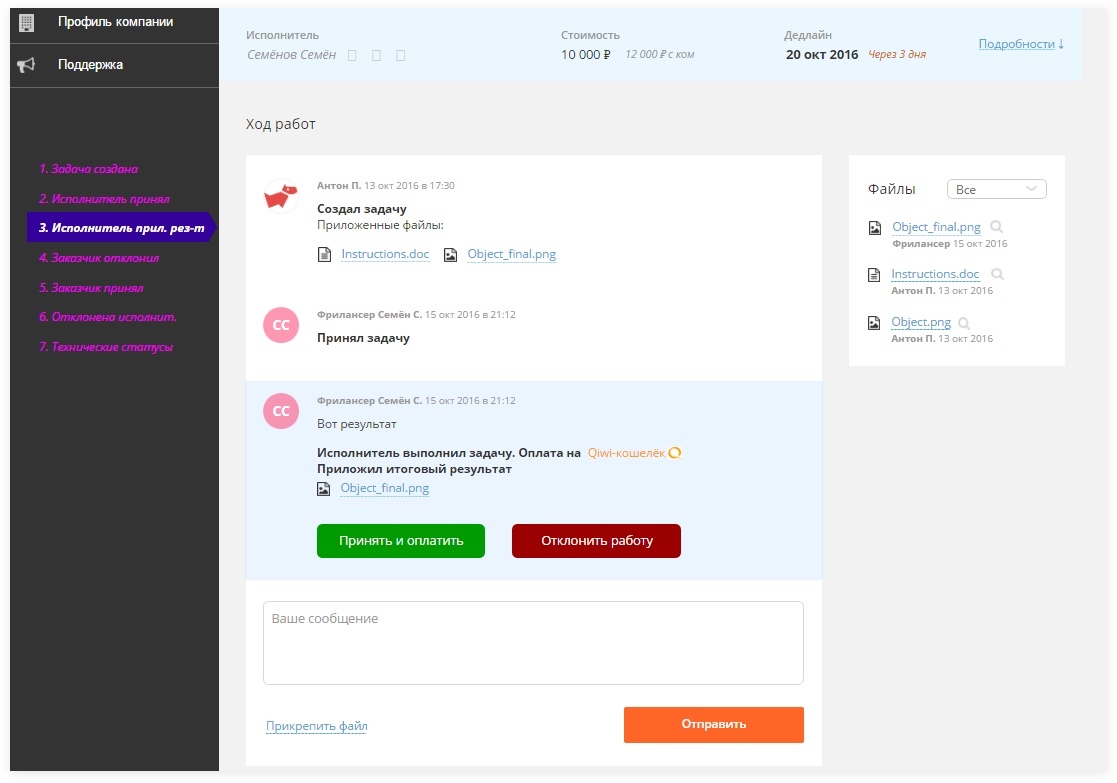 Профиль компании
Поддержка
1. Задача создана
2. Исполнитель принял
3. Исполнитель прил. рез-т
4. Заказчик отклонил
5. Заказчик принял
6. Отклонена исполнит.
7. Технические статусы
Исполнитель
Семёнов Семён
Стоимость
10 000 ₽ 12 000 ₽ с ком
Дедлайн
20 окт 2016 Через 3 дня
Подробности ↓
Ход работ
Антон П. 13 окт 2016 в 17:30
Создал задачу
Приложенные файлы:
Instructions.doc Object_final.png
СС
Фрилансер Семён С. 15 окт 2016 в 21:12
Принял задачу
СС
Фрилансер Семён С. 15 окт 2016 в 21:12
Вот результат
Исполнитель выполнил задачу. Оплата на Qiwi-кошелёк
Приложил итоговый результат
Object_final.png
Принять и оплатить Отклонить работу
Ваше сообщение
Прикрепить файл
Отправить
Файлы Все
Object_final.png
Фрилансер 15 окт 2016
Instructions.doc
Антон П. 13 окт 2016
Object.png
Антон П. 13 окт 2016